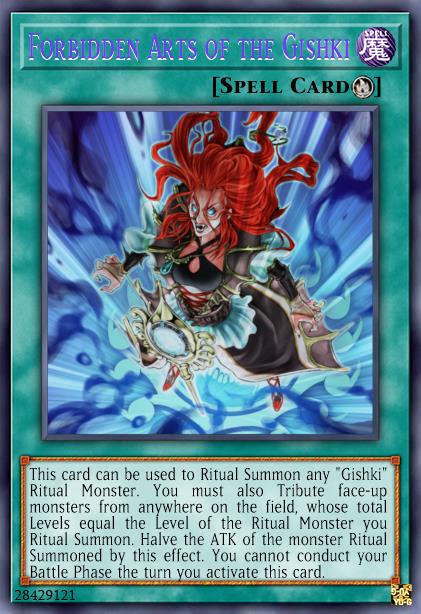 Forbidden Arts of the Gishki
SPELL
魔
[Spell Card]
This card can be used to Ritual Summon any "Gishki"
Ritual Monster. You must also Tribute face-up
monsters from anywhere on the field, whose total
Levels equal the Level of the Ritual Monster you
Ritual Summon. Halve the ATK of the monster Ritual
Summoned by this effect. You cannot conduct your
Battle Phase the turn you activate this card.
28429121